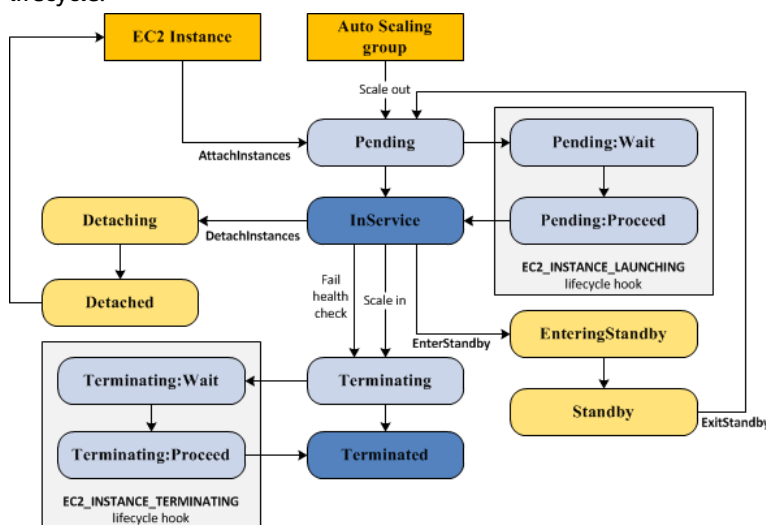 lifecycle.
EC2 Instance
Auto Scaling
group
Scale out
Pending
Pending:Wait
AttachInstances
Detaching
InService
Pending:Proceed
DetachInstances
EC2_INSTANCE_LAUNCHING
lifecycle hook
Fail
health
check
Scale in
Detached
EnterStandby
EnteringStandby
Terminating:Wait
Terminating
Standby
ExitStandby
Terminating:Proceed
Terminated
EC2_INSTANCE_TERMINATING
lifecycle hook